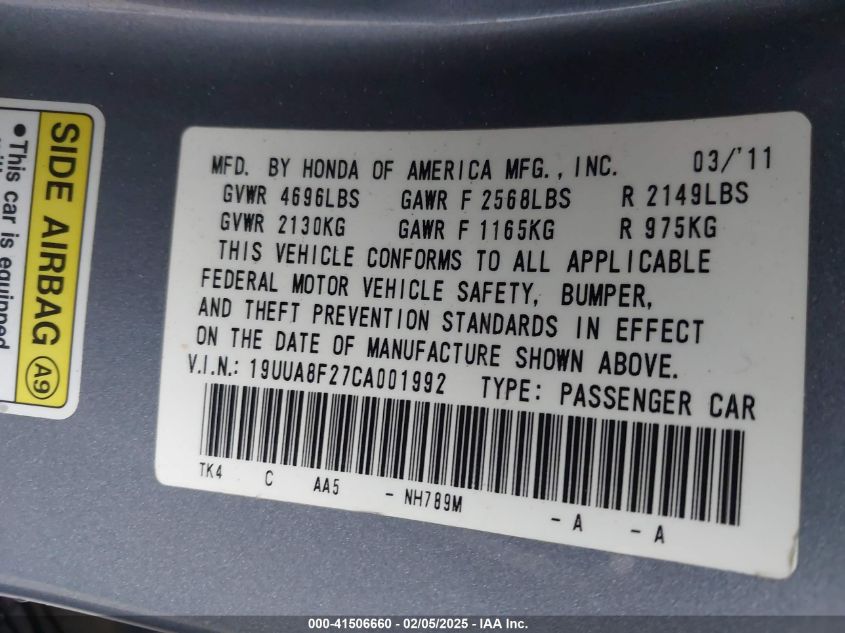 SIDE AIRBAG A9
•This car is equipped
MFD. BY HONDA OF AMERICA MFG., INC. 03/'11
GVWR 4696LBS GAWR F 2568LBS R 2149LBS
GVWR 2130KG GAWR F 1165KG R 975KG
THIS VEHICLE CONFORMS TO ALL APPLICABLE
FEDERAL MOTOR VEHICLE SAFETY, BUMPER,
AND THEFT PREVENTION STANDARDS IN EFFECT
ON THE DATE OF MANUFACTURE SHOWN ABOVE.
V.I.N.: 19UUA8F27CA001992 TYPE: PASSENGER CAR
TK4 C AA5 - NH789M - A - A
000-41506660 - 02/05/2025 - IAA Inc.